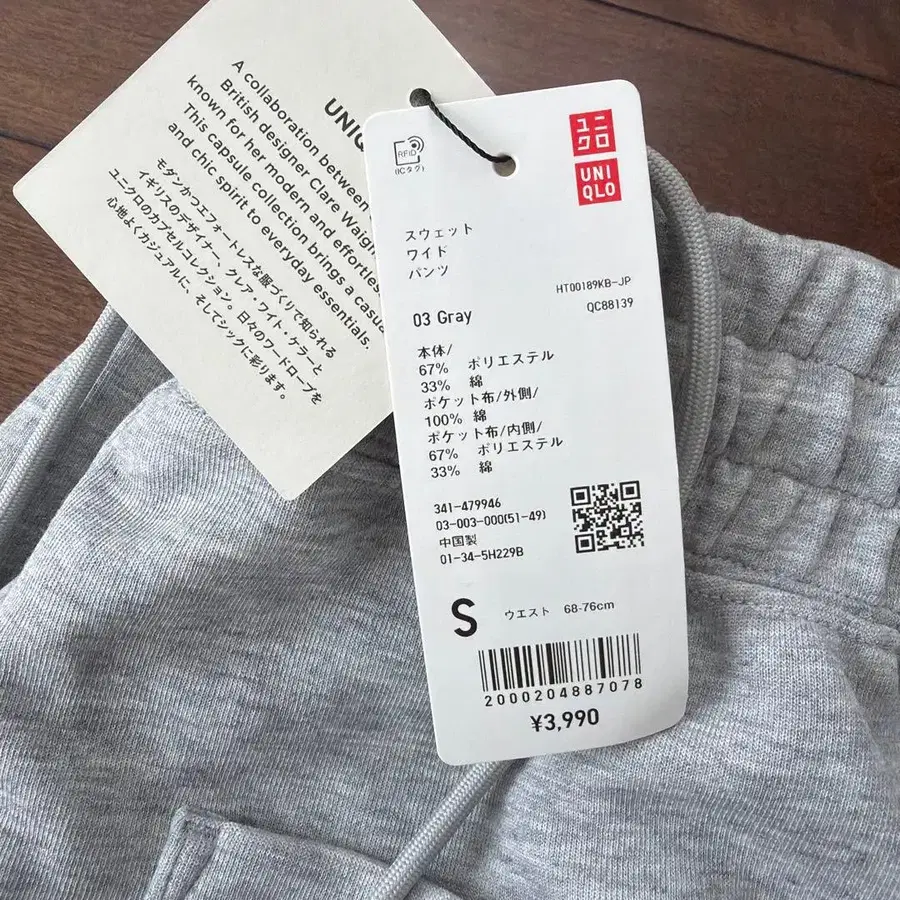 UNIQ
A collaboration between
British designer Clare Waigh
known for her modern and effortles
This capsule collection brings a casua
and chic spirit to everyday essentials.
モダンかつエフォートレスな服づくりで知られる
イギリスのデザイナー、クレア・ワイト・ケラーと
ユニクロのカプセルコレクション。日々のワードローブを
心地よくカジュアルに、そしてシックに彩ります。
RFID
(ICタグ)
ユニ
クロ
UNI
QLO
スウェット
ワイド
パンツ
HT00189KB-JP
QC88139
03 Gray
本体/
67% ポリエステル
33% 綿
ポケット布/外側/
100% 綿
ポケット布/内側/
67% ポリエステル
33% 綿
341-479946
03-003-000(51-49)
中国製
01-34-5H229B
S ウエスト 68-76cm
2000204887078
¥3,990